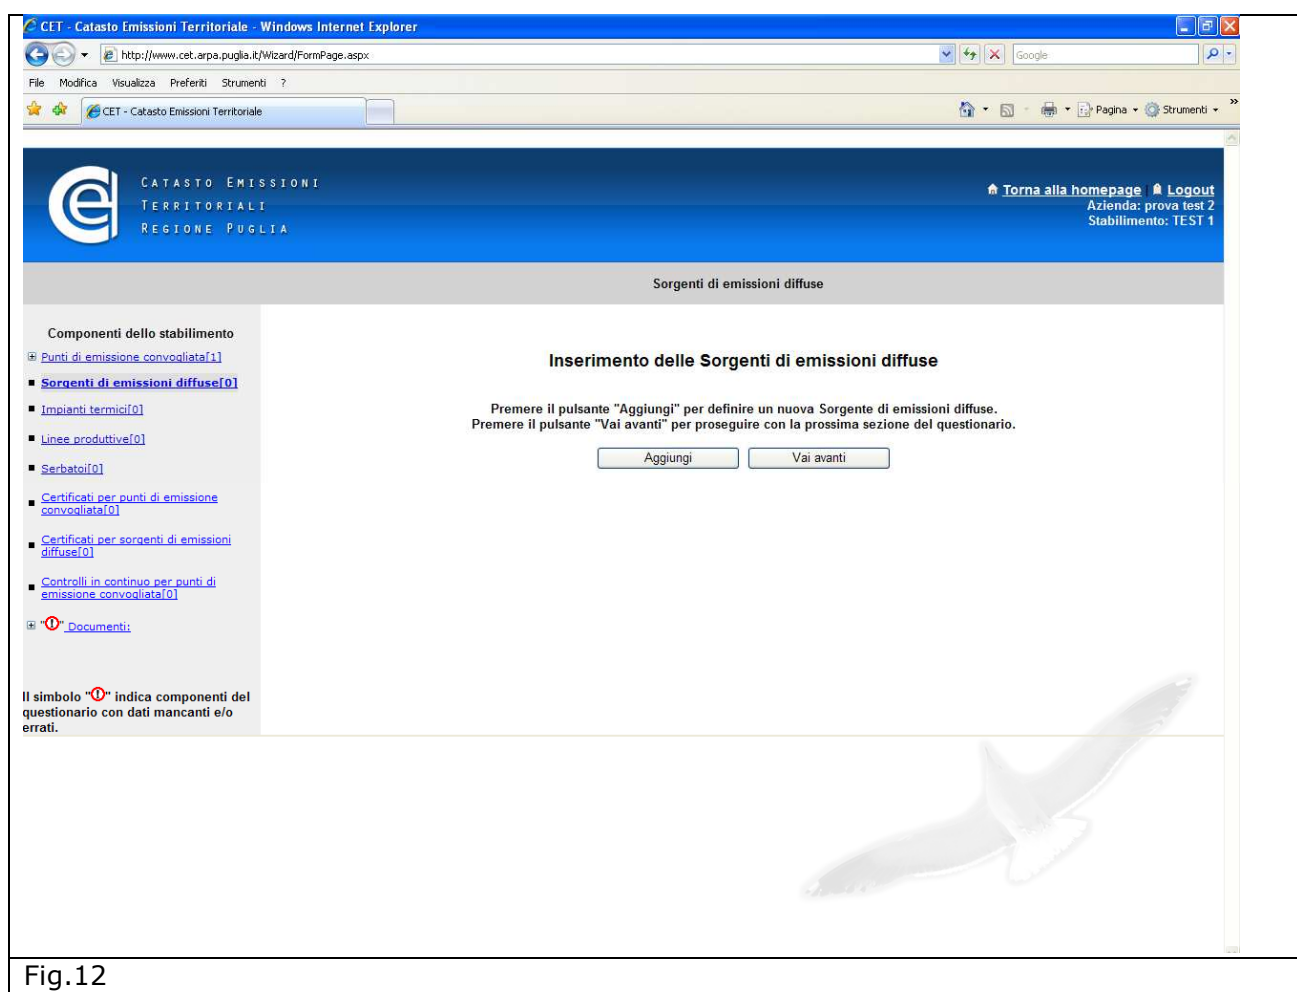 CET - Catasto Emissioni Territoriale - Windows Internet Explorer
http://www.cet.arpa.puglia.it/Wizard/FormPage.aspx
Google
File Modifica Visualizza Preferiti Strumenti ?
CET - Catasto Emissioni Territoriale
Pagina Strumenti »
CATASTO EMISSIONI
TERRITORIALI
REGIONE PUGLIA
Torna alla homepage | Logout
Azienda: prova test 2
Stabilimento: TEST 1
Sorgenti di emissioni diffuse
Componenti dello stabilimento
Punti di emissione convogliata[1]
Sorgenti di emissioni diffuse[0]
Impianti termici[0]
Linee produttive[0]
Serbatoi[0]
Certificati per punti di emissione
convogliata[0]
Certificati per sorgenti di emissioni
diffuse[0]
Controlli in continuo per punti di
emissione convogliata[0]
"!" Documenti:
Il simbolo "!" indica componenti del
questionario con dati mancanti e/o
errati.
Inserimento delle Sorgenti di emissioni diffuse
Premere il pulsante "Aggiungi" per definire un nuova Sorgente di emissioni diffuse.
Premere il pulsante "Vai avanti" per proseguire con la prossima sezione del questionario.
Aggiungi Vai avanti
Fig.12